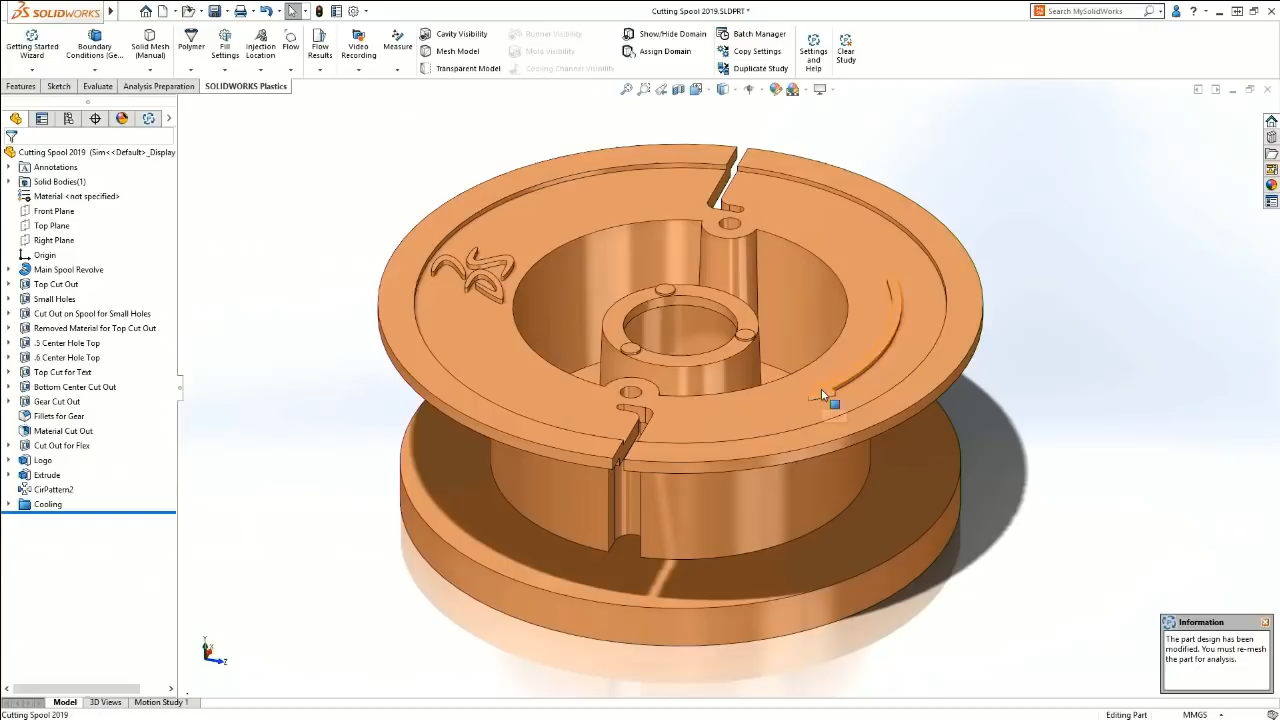 SOLIDWORKS
Cutting Spool 2019.SLDPRT *
Search MySolidWorks
Getting Started Wizard
Boundary Conditions (Ge...
Solid Mesh (Manual)
Polymer
Fill Settings
Injection Location
Flow
Flow Results
Video Recording
Measure
Cavity Visibility
Mesh Model
Transparent Model
Runner Visibility
Mold Visibility
Cooling Channel Visibility
Show/Hide Domain
Assign Domain
Batch Manager
Copy Settings
Duplicate Study
Settings and Help
Clear Study
Features
Sketch
Evaluate
Analysis Preparation
SOLIDWORKS Plastics
Cutting Spool 2019 (Sim<<Default>_Display
Annotations
Solid Bodies(1)
Material <not specified>
Front Plane
Top Plane
Right Plane
Origin
Main Spool Revolve
Top Cut Out
Small Holes
Cut Out on Spool for Small Holes
Removed Material for Top Cut Out
.5 Center Hole Top
.6 Center Hole Top
Top Cut for Text
Bottom Center Cut Out
Gear Cut Out
Fillets for Gear
Material Cut Out
Cut Out for Flex
Logo
Extrude
CirPattern2
Cooling
Information
The part design has been
modified. You must re-mesh
the part for analysis.
Y
X
Z
Model
3D Views
Motion Study 1
Cutting Spool 2019
Editing Part
MMGS